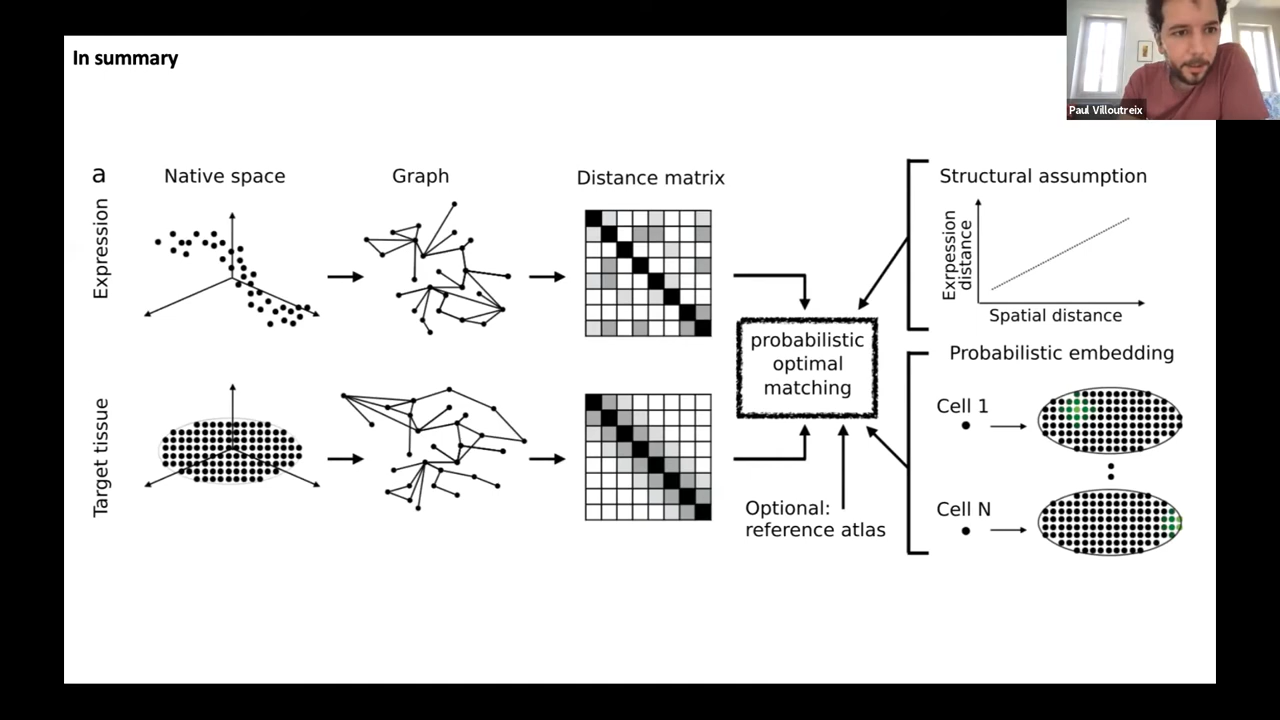 In summary
Paul Villoutreix
a
Native space
Graph
Distance matrix
Structural assumption
Expression
Exrpession
distance
Spatial distance
probabilistic
optimal
matching
Probabilistic embedding
Target tissue
Cell 1
Cell N
Optional:
reference atlas